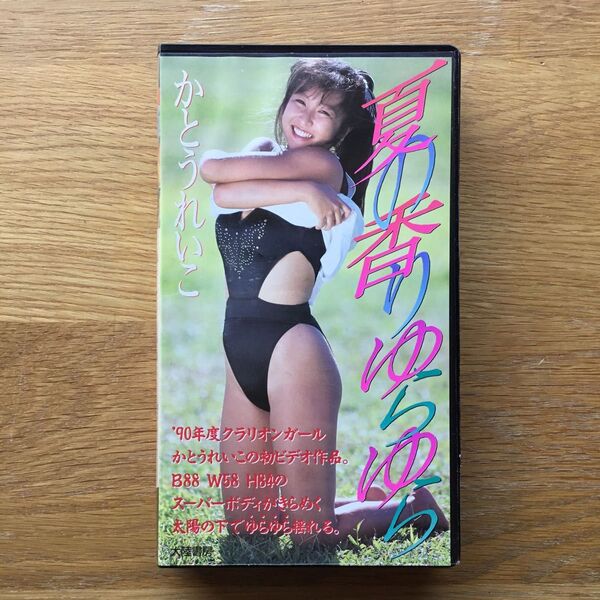 夏の香りゆらゆら
かとうれいこ
'90年度クラリオンガール
かとうれいこの初ビデオ作品。
B88 W58 H84の
スーパーボディがきらめく
太陽の下でゆらゆら揺れる。
大陸書房